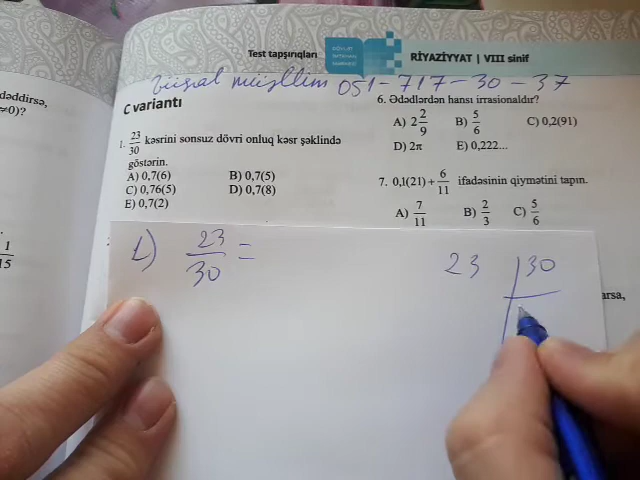 Test tapşırıqları
RİYAZİYYAT | VIII sinif
Vüsal müəllim 051-717-30-37
C variantı
1. 23/30 kəsrini sonsuz dövri onluq kəsr şəklində
göstərin.
A) 0,7(6) B) 0,7(5)
C) 0,76(5) D) 0,7(8)
E) 0,7(2)
6. Ədədlərdən hansı irrasionaldır?
A) 2 2/9 B) 5/6 C) 0,2(91)
D) 2π E) 0,222...
7. 0,1(21) + 6/11 ifadəsinin qiymətini tapın.
A) 7/11 B) 2/3 C) 5/6
1) 23/30 =
23 30